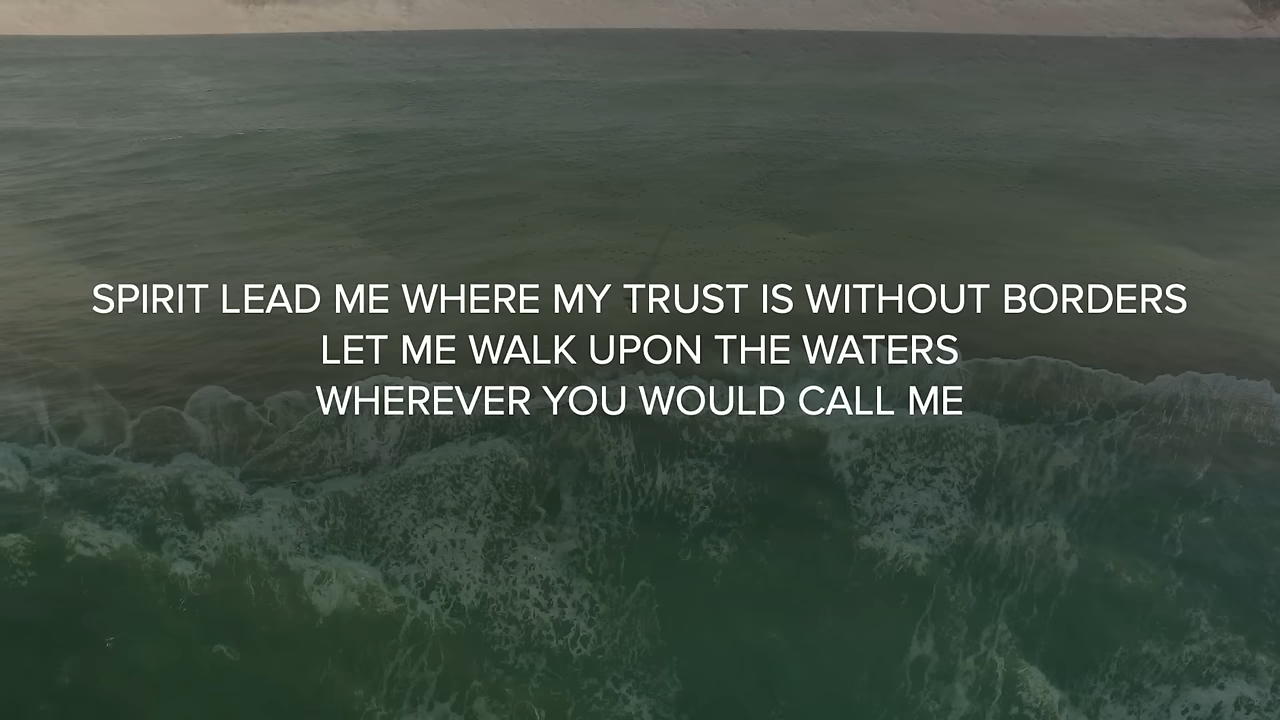 SPIRIT LEAD ME WHERE MY TRUST IS WITHOUT BORDERS
LET ME WALK UPON THE WATERS
WHEREVER YOU WOULD CALL ME